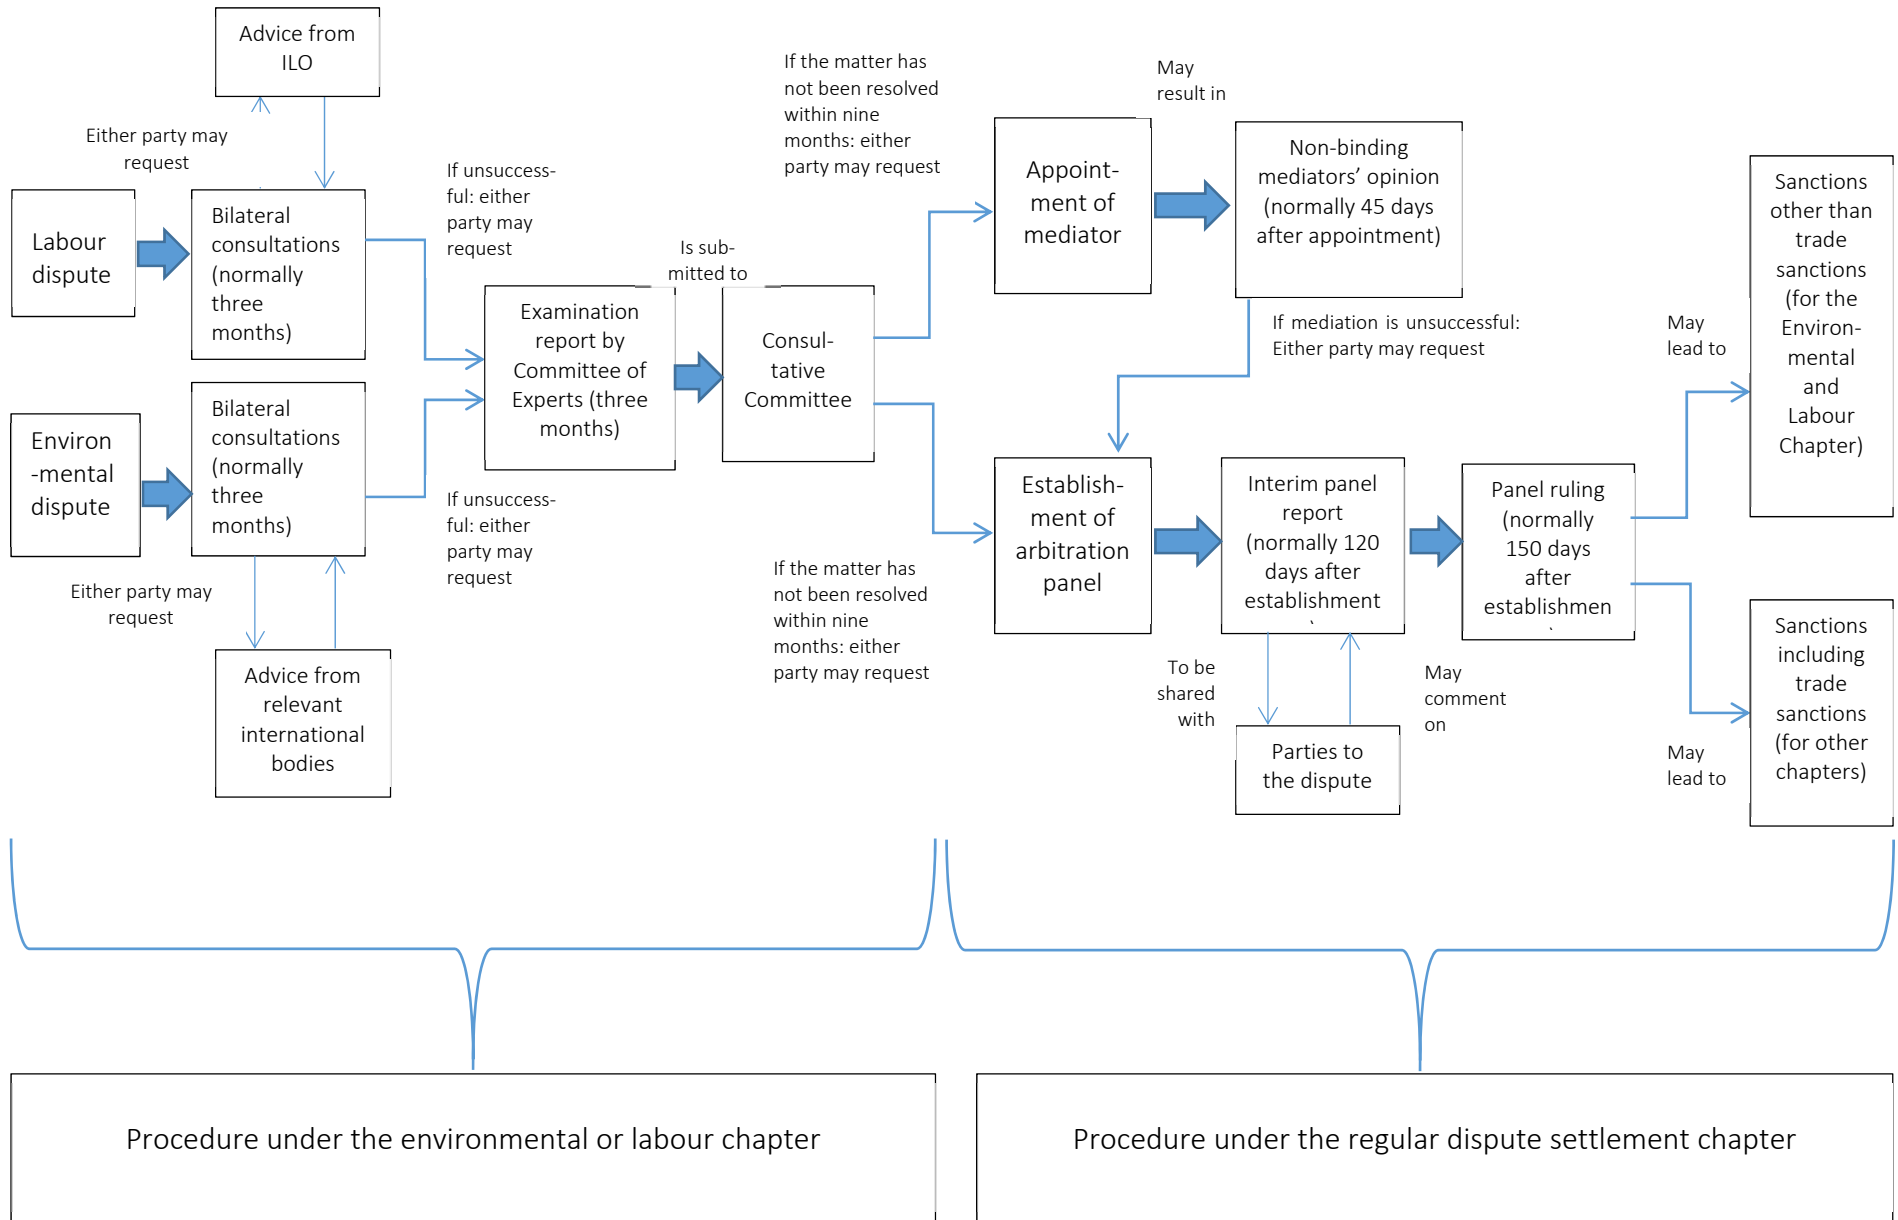 Advice from
ILO
Either party may
request
Labour
dispute
Bilateral
consultations
(normally
three
months)
If unsuccess-
ful: either
party may
request
Environ
-mental
dispute
Bilateral
consultations
(normally
three
months)
If unsuccess-
ful: either
party may
request
Either party may
request
Advice from
relevant
international
bodies
Examination
report by
Committee of
Experts (three
months)
Is sub-
mitted to
Consul-
tative
Committee
If the matter has
not been resolved
within nine
months: either
party may request
Appoint-
ment of
mediator
May
result in
Non-binding
mediators’ opinion
(normally 45 days
after appointment)
If mediation is unsuccessful:
Either party may request
If the matter has
not been resolved
within nine
months: either
party may request
Establish-
ment of
arbitration
panel
Interim panel
report
(normally 120
days after
establishment
To be
shared
with
May
comment
on
Parties to
the dispute
Panel ruling
(normally
150 days
after
establishmen
May
lead to
Sanctions
other than
trade
sanctions
(for the
Environ-
mental
and
Labour
Chapter)
May
lead to
Sanctions
including
trade
sanctions
(for other
chapters)
Procedure under the environmental or labour chapter
Procedure under the regular dispute settlement chapter